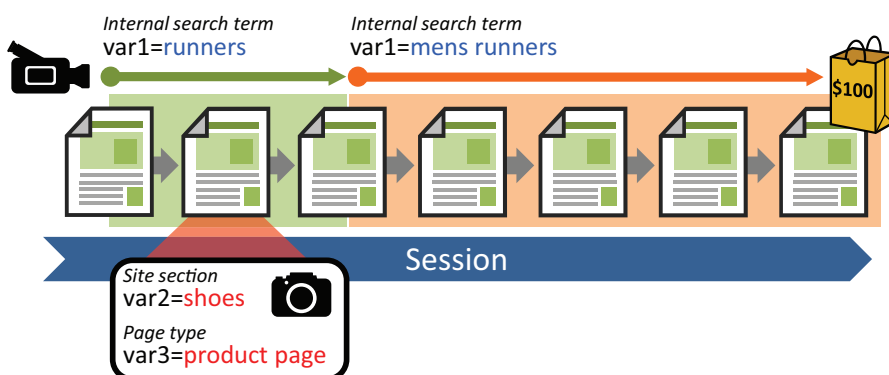 Internal search term
var1=runners
Internal search term
var1=mens runners
$100
Session
Site section
var2=shoes
Page type
var3=product page